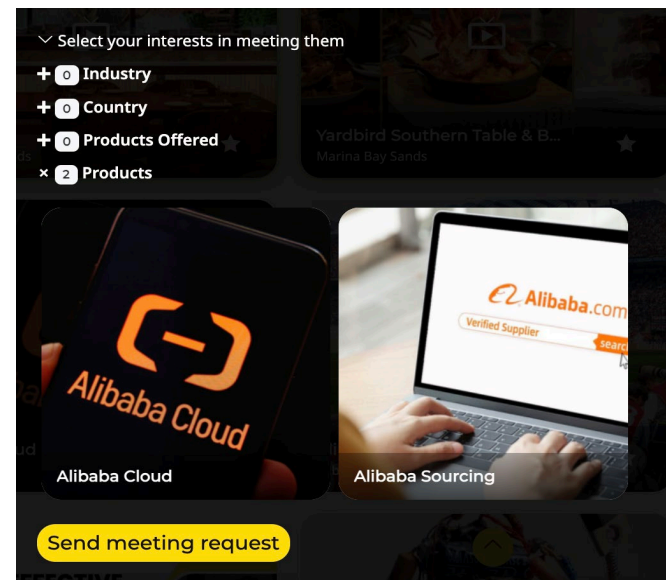 Select your interests in meeting them
+ 0 Industry
+ 0 Country
+ 0 Products Offered
× 2 Products
Yardbird Southern Table & B...
Marina Bay Sands
Alibaba Cloud
Alibaba Cloud
Alibaba.com
Verified Supplier
search
Alibaba Sourcing
Send meeting request